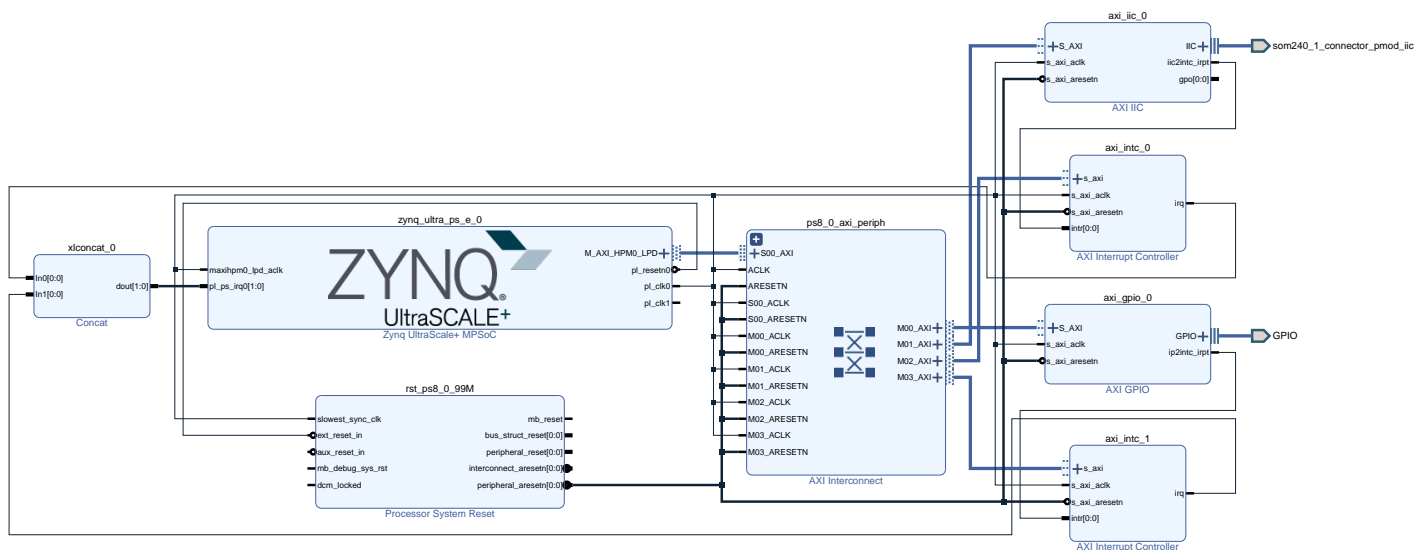 axi_iic_0
S_AXI
s_axi_aclk
s_axi_aresetn
IIC
iic2intc_irpt
gpo[0:0]
AXI IIC
som240_1_connector_pmod_iic
axi_intc_0
s_axi
s_axi_aclk
s_axi_aresetn
intr[0:0]
irq
AXI Interrupt Controller
xlconcat_0
In0[0:0]
In1[0:0]
dout[1:0]
Concat
zynq_ultra_ps_e_0
maxihpm0_lpd_aclk
pl_ps_irq0[1:0]
ZYNQ
UltraSCALE+
M_AXI_HPM0_LPD
pl_resetn0
pl_clk0
pl_clk1
Zynq UltraScale+ MPSoC
rst_ps8_0_99M
slowest_sync_clk
ext_reset_in
aux_reset_in
mb_debug_sys_rst
dcm_locked
mb_reset
bus_struct_reset[0:0]
peripheral_reset[0:0]
interconnect_aresetn[0:0]
peripheral_aresetn[0:0]
Processor System Reset
ps8_0_axi_periph
S00_AXI
ACLK
ARESETN
S00_ACLK
S00_ARESETN
M00_ACLK
M00_ARESETN
M01_ACLK
M01_ARESETN
M02_ACLK
M02_ARESETN
M03_ACLK
M03_ARESETN
M00_AXI
M01_AXI
M02_AXI
M03_AXI
AXI Interconnect
axi_gpio_0
S_AXI
s_axi_aclk
s_axi_aresetn
GPIO
ip2intc_irpt
AXI GPIO
GPIO
axi_intc_1
s_axi
s_axi_aclk
s_axi_aresetn
intr[0:0]
irq
AXI Interrupt Controller